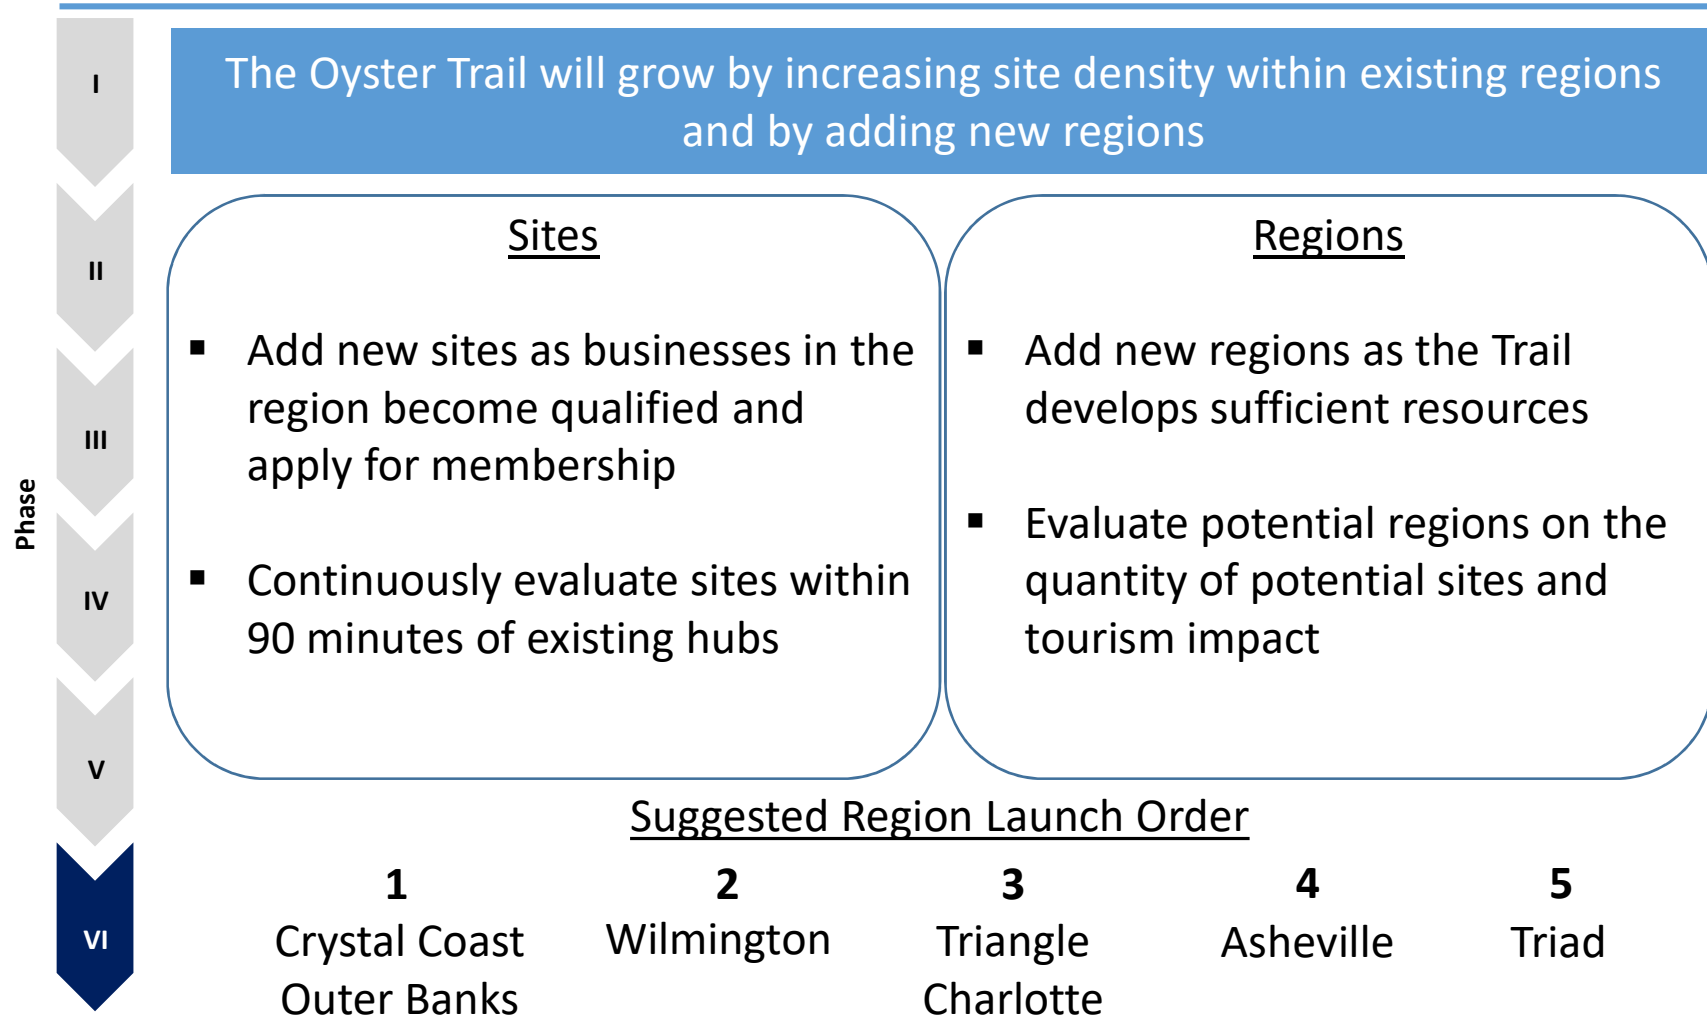 The Oyster Trail will grow by increasing site density within existing regions
and by adding new regions
Phase
I
II
III
IV
V
VI
Sites
▪ Add new sites as businesses in the
region become qualified and
apply for membership
▪ Continuously evaluate sites within
90 minutes of existing hubs
Regions
▪ Add new regions as the Trail
develops sufficient resources
▪ Evaluate potential regions on the
quantity of potential sites and
tourism impact
Suggested Region Launch Order
1
Crystal Coast
Outer Banks
2
Wilmington
3
Triangle
Charlotte
4
Asheville
5
Triad